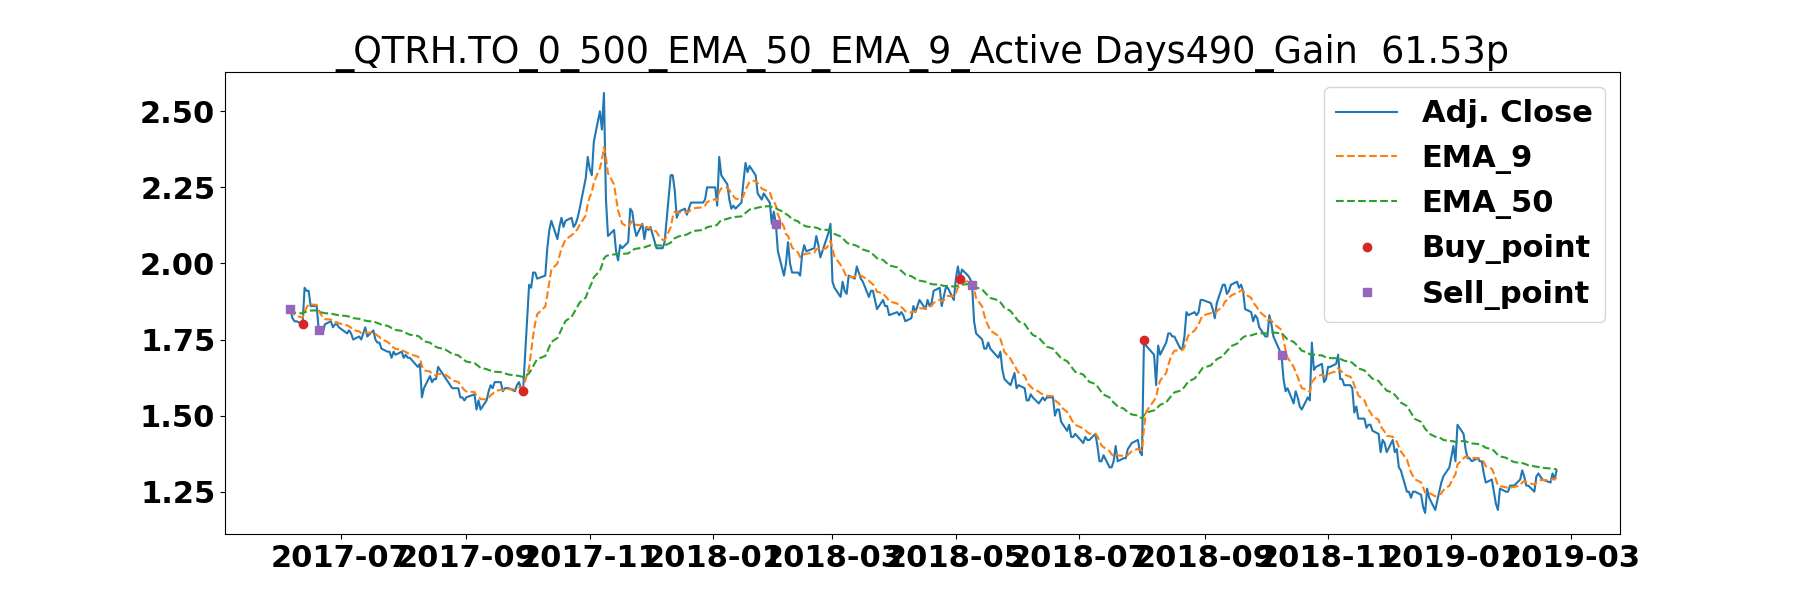 _QTRH.TO_0_500_EMA_50_EMA_9_Active Days490_Gain  61.53p
2.50
2.25
2.00
1.75
1.50
1.25
Adj. Close
EMA_9
EMA_50
Buy_point
Sell_point
2017-07 2017-09 2017-11 2018-01 2018-03 2018-05 2018-07 2018-09 2018-11 2019-01 2019-03